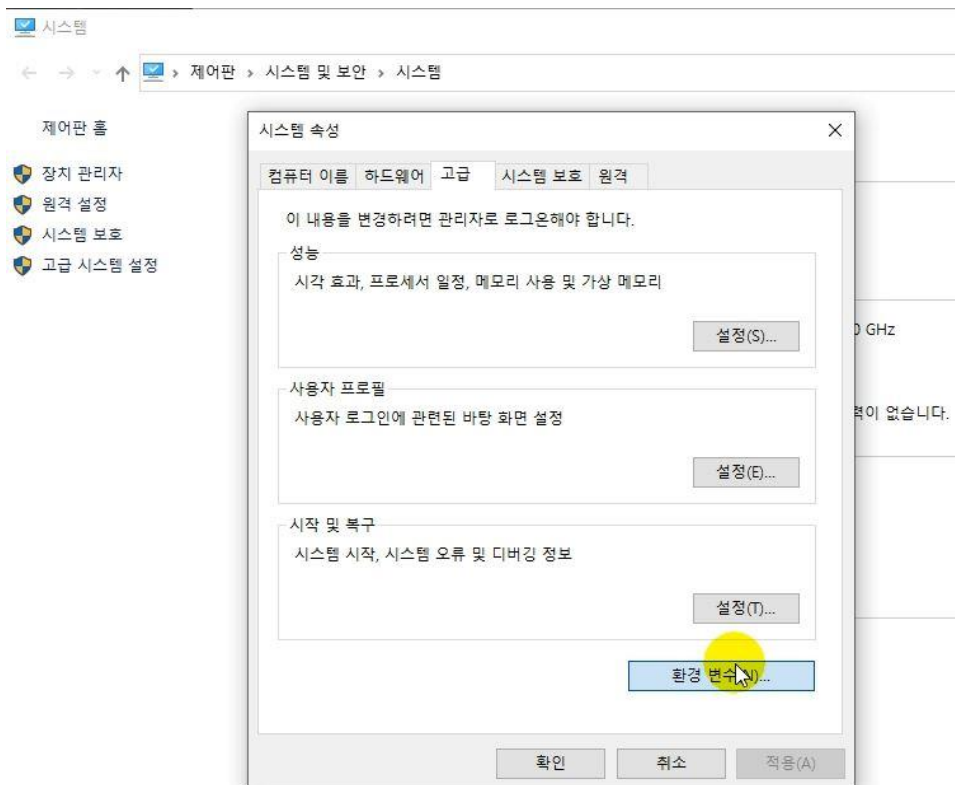 시스템
제어판 > 시스템 및 보안 > 시스템
제어판 홈
장치 관리자
원격 설정
시스템 보호
고급 시스템 설정
시스템 속성
컴퓨터 이름 하드웨어 고급 시스템 보호 원격
이 내용을 변경하려면 관리자로 로그온해야 합니다.
성능
시각 효과, 프로세서 일정, 메모리 사용 및 가상 메모리
설정(S)...
사용자 프로필
사용자 로그인에 관련된 바탕 화면 설정
설정(E)...
시작 및 복구
시스템 시작, 시스템 오류 및 디버깅 정보
설정(T)...
환경 변수(N)...
확인 취소 적용(A)
GHz
없습니다.